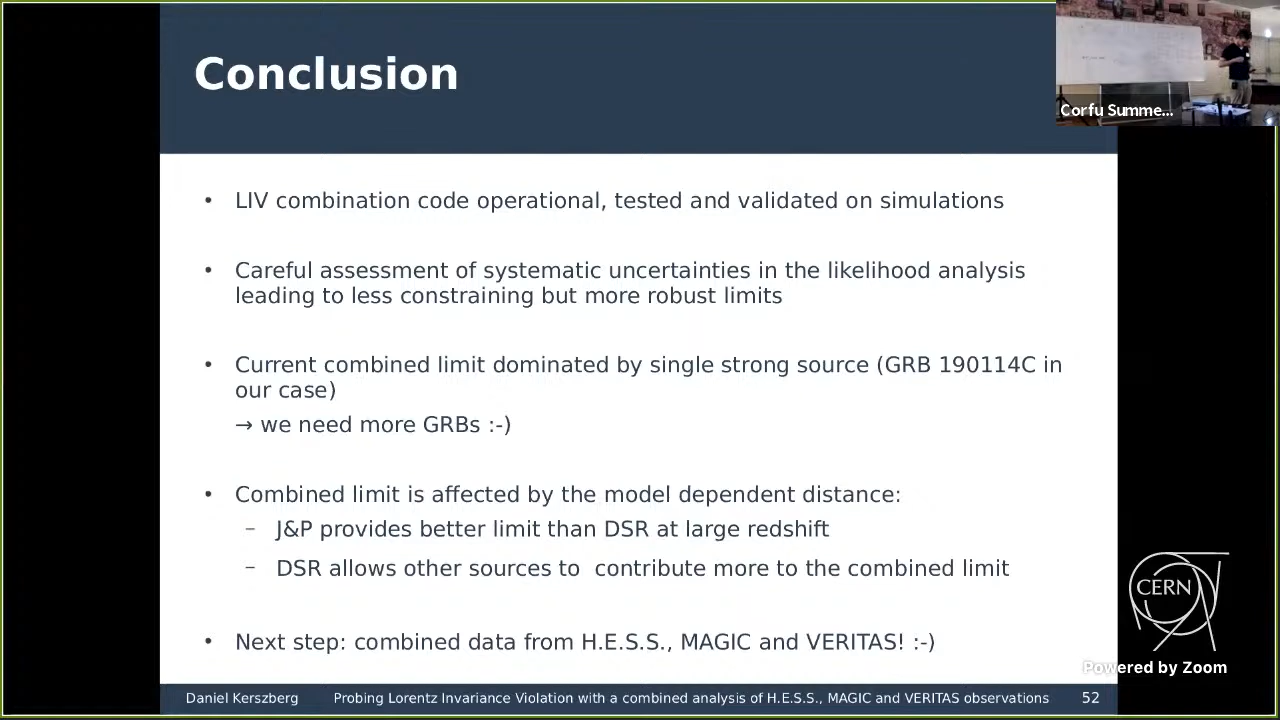 Conclusion
Corfu Summe...
• LIV combination code operational, tested and validated on simulations
• Careful assessment of systematic uncertainties in the likelihood analysis
leading to less constraining but more robust limits
• Current combined limit dominated by single strong source (GRB 190114C in
our case)
→ we need more GRBs :-)
• Combined limit is affected by the model dependent distance:
– J&P provides better limit than DSR at large redshift
– DSR allows other sources to  contribute more to the combined limit
• Next step: combined data from H.E.S.S., MAGIC and VERITAS! :-)
CERN
Powered by Zoom
Daniel Kerszberg Probing Lorentz Invariance Violation with a combined analysis of H.E.S.S., MAGIC and VERITAS observations 52